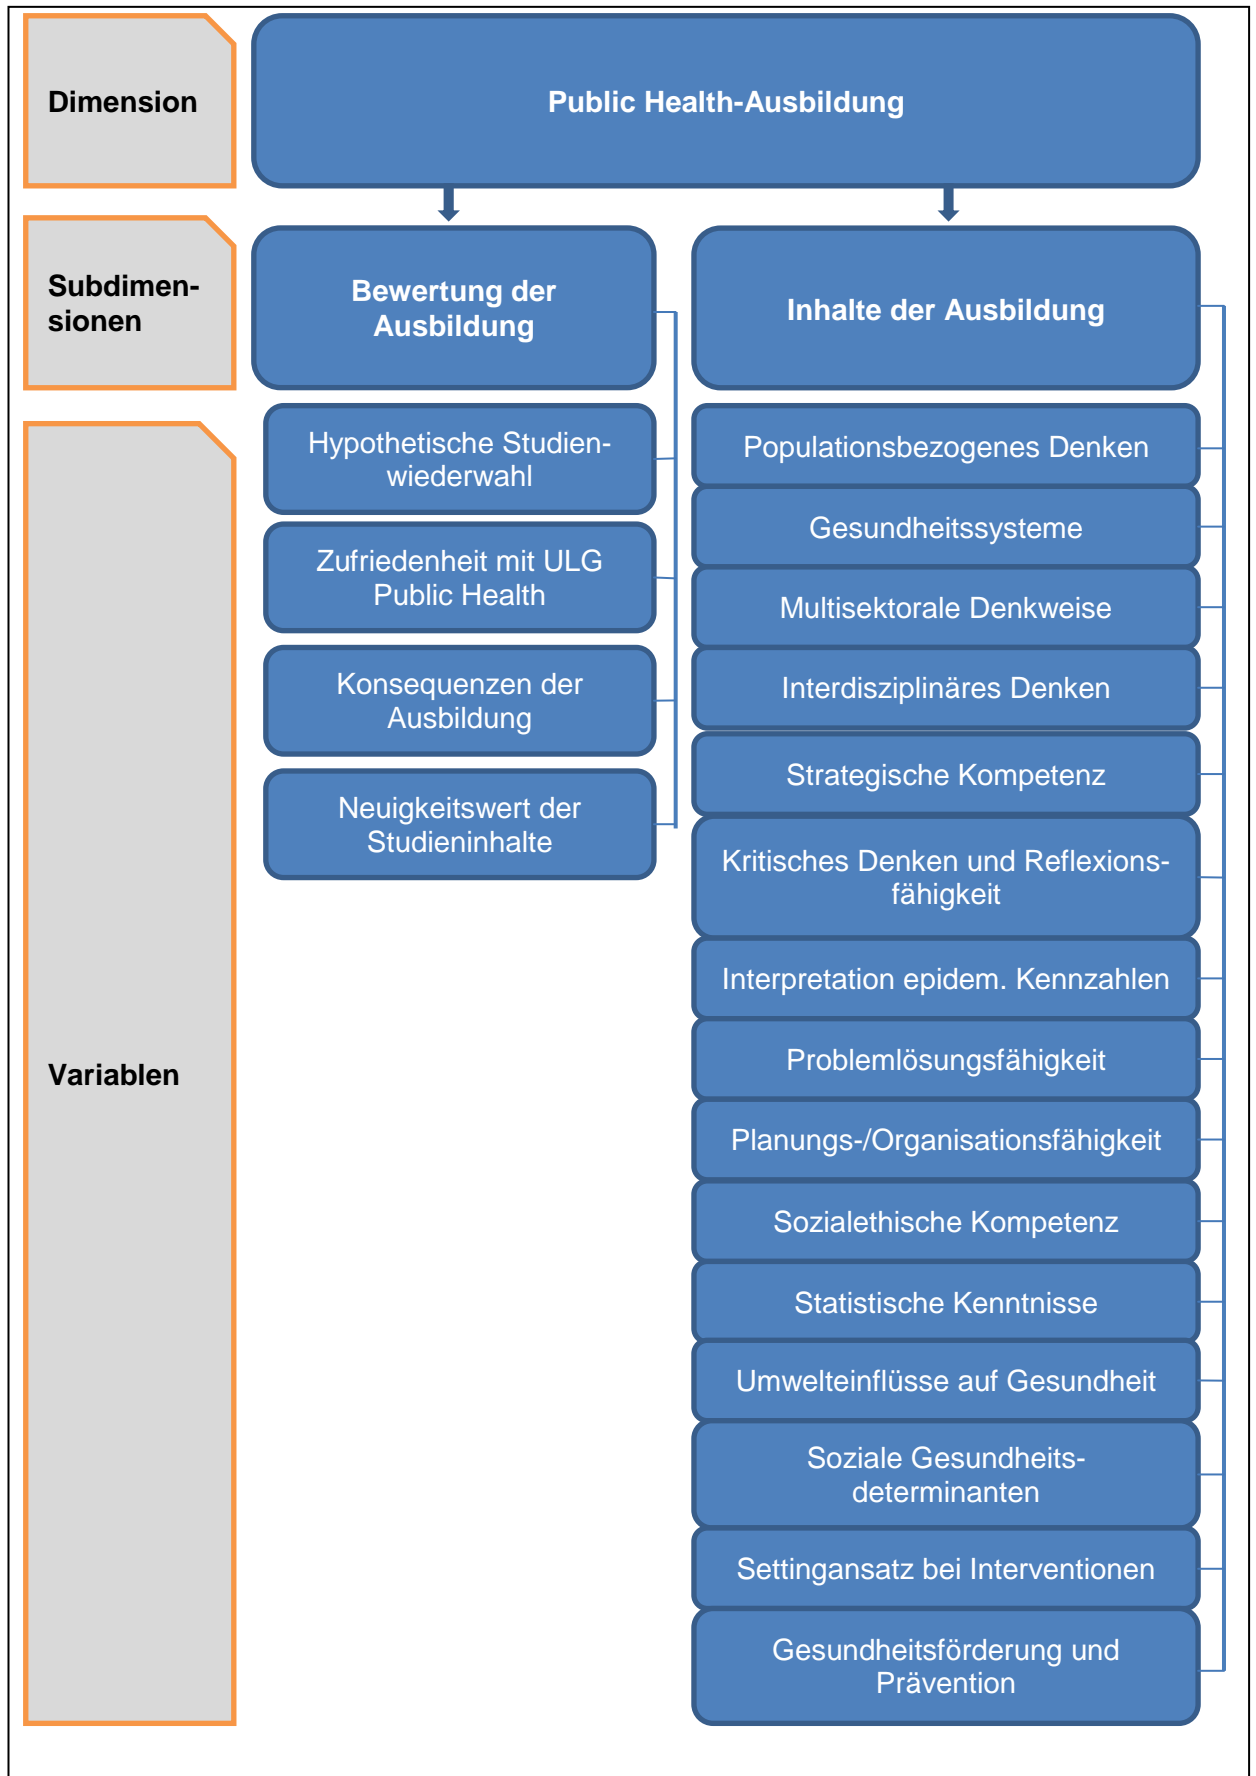 Dimension
Public Health-Ausbildung
Subdimen-
sionen
Bewertung der
Ausbildung
Inhalte der Ausbildung
Variablen
Hypothetische Studien-
wiederwahl
Zufriedenheit mit ULG
Public Health
Konsequenzen der
Ausbildung
Neuigkeitswert der
Studieninhalte
Populationsbezogenes Denken
Gesundheitssysteme
Multisektorale Denkweise
Interdisziplinäres Denken
Strategische Kompetenz
Kritisches Denken und Reflexions-
fähigkeit
Interpretation epidem. Kennzahlen
Problemlösungsfähigkeit
Planungs-/Organisationsfähigkeit
Sozialethische Kompetenz
Statistische Kenntnisse
Umwelteinflüsse auf Gesundheit
Soziale Gesundheits-
determinanten
Settingansatz bei Interventionen
Gesundheitsförderung und
Prävention